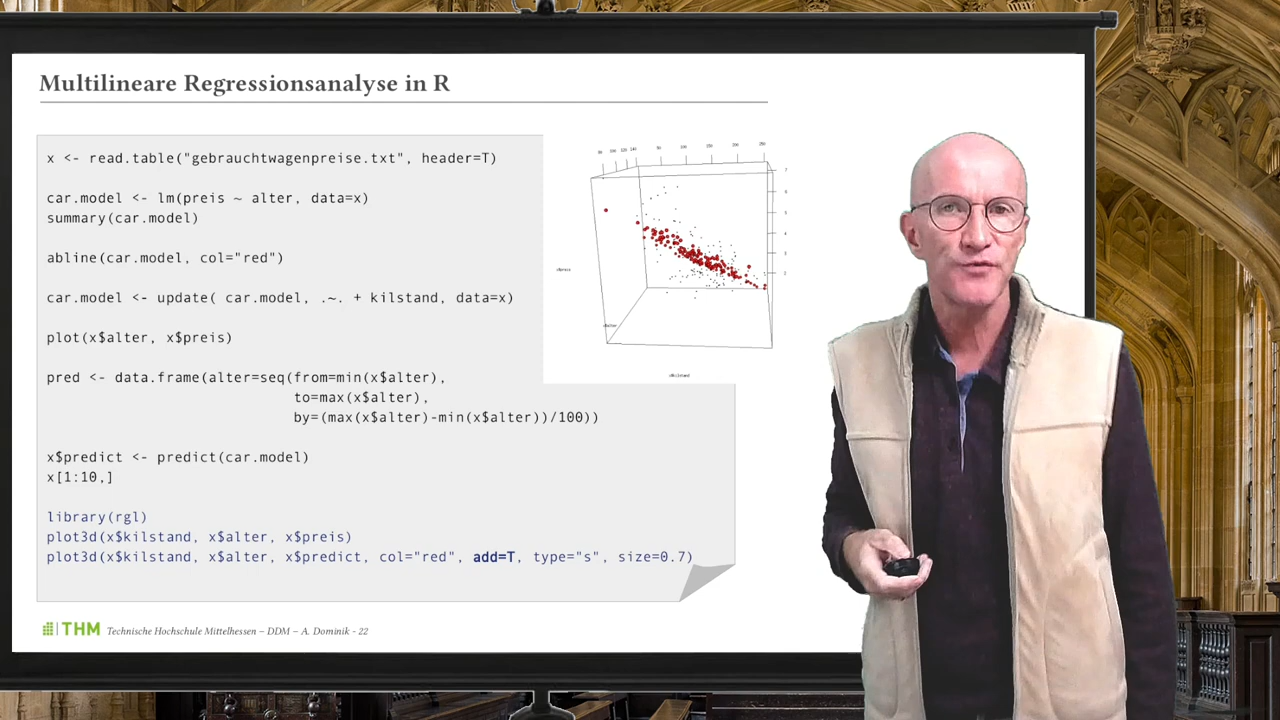 Multilineare Regressionsanalyse in R
x <- read.table("gebrauchtwagenpreise.txt", header=T)
car.model <- lm(preis ~ alter, data=x)
summary(car.model)
abline(car.model, col="red")
car.model <- update( car.model, .~. + kilstand, data=x)
plot(x$alter, x$preis)
pred <- data.frame(alter=seq(from=min(x$alter),
to=max(x$alter),
by=(max(x$alter)-min(x$alter))/100))
x$predict <- predict(car.model)
x[1:10,]
library(rgl)
plot3d(x$kilstand, x$alter, x$preis)
plot3d(x$kilstand, x$alter, x$predict, col="red", add=T, type="s", size=0.7)
THM Technische Hochschule Mittelhessen – DDM – A. Dominik - 22